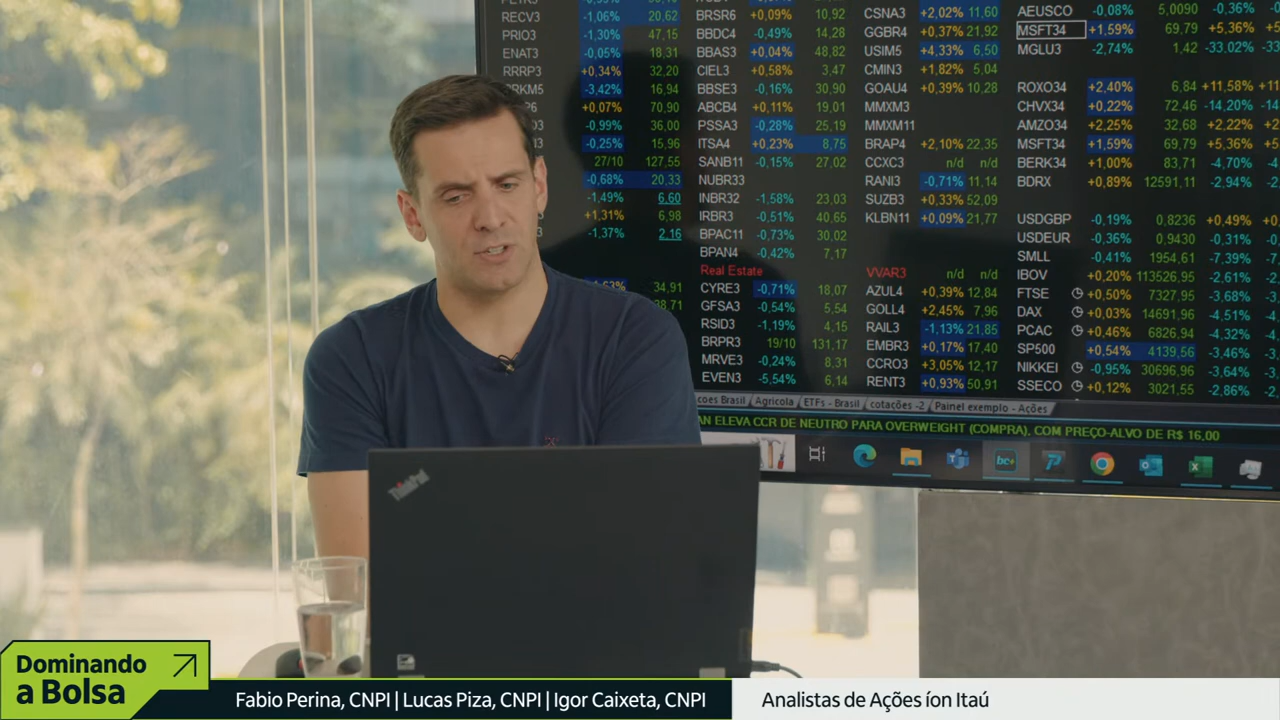 RECV3 -1,06% 20,62
PRIO3 -1,30% 47,15
ENAT3 -0,05% 18,31
RRRP3 +0,34% 32,20
-3,42% 16,94
+0,07% 70,90
-0,99% 36,00
-0,25% 15,96
27/10 127,55
-0,68% 20,33
-1,49% 6.60
+1,31% 6,98
-1,37% 2.16
34,91
BRSR6 +0,09% 10,92
BBDC4 -0,49% 14,28
BBAS3 +0,04% 48,82
CIEL3 +0,58% 3,47
BBSE3 -0,16% 30,90
ABCB4 +0,11% 19,01
PSSA3 -0,28% 25,19
ITSA4 +0,23% 8,75
SANB11 -0,15% 27,02
NUBR33
INBR32 -1,58% 23,03
IRBR3 -0,51% 40,65
BPAC11 -0,73% 30,02
BPAN4 -0,42% 7,17
Real Estate
CYRE3 -0,71% 18,07
GFSA3 -0,54% 5,54
RSID3 -1,19% 4,15
BRPR3 19/10 131,17
MRVE3 -0,24% 8,31
EVEN3 -5,54% 6,14
CSNA3 +2,02% 11,60
GGBR4 +0,37% 21,92
USIM5 +4,33% 6,50
CMIN3 +1,82% 5,04
GOAU4 +0,39% 10,28
MMXM3
MMXM11
BRAP4 +2,10% 22,35
CCXC3 n/d n/d
RANI3 -0,71% 11,14
SUZB3 +0,33% 52,09
KLBN11 +0,09% 21,77
VVAR3 n/d n/d
AZUL4 +0,39% 12,84
GOLL4 +2,45% 7,96
RAIL3 -1,13% 21,85
EMBR3 +0,17% 17,40
CCRO3 +3,05% 12,17
RENT3 +0,93% 50,91
AEUSCO -0,08% 5,0090 -0,36%
MSFT34 +1,59% 69,79 +5,36%
MGLU3 -2,74% 1,42 -33,02%
ROXO34 +2,40% 6,84 +11,58%
CHVX34 +0,22% 72,46 -14,20%
AMZO34 +2,25% 32,68 +2,22%
MSFT34 +1,59% 69,79 +5,36%
BERK34 +1,00% 83,71 -4,70%
BDRX +0,89% 12591,11 -2,94%
USDGBP -0,19% 0,8236 +0,49%
USDEUR -0,36% 0,9430 -0,31%
SMLL -0,41% 1954,61 -7,39%
IBOV +0,20% 113526,95 -2,61%
FTSE +0,50% 7327,95 -3,68%
DAX +0,03% 14691,96 -4,51%
PCAC +0,46% 6826,94 -4,32%
SP500 +0,54% 4139,56 -3,46%
NIKKEI -0,95% 30696,96 -3,64%
SSECO +0,12% 3021,55 -2,86%
coes Brasil Agricola ETFs - Brasil cotações -2 Painel exemplo - Ações
AN ELEVA CCR DE NEUTRO PARA OVERWEIGHT (COMPRA), COM PREÇO-ALVO DE R$ 16,00
bc+
ThinkPad
Dominando
a Bolsa
Fabio Perina, CNPI | Lucas Piza, CNPI | Igor Caixeta, CNPI
Analistas de Ações íon Itaú